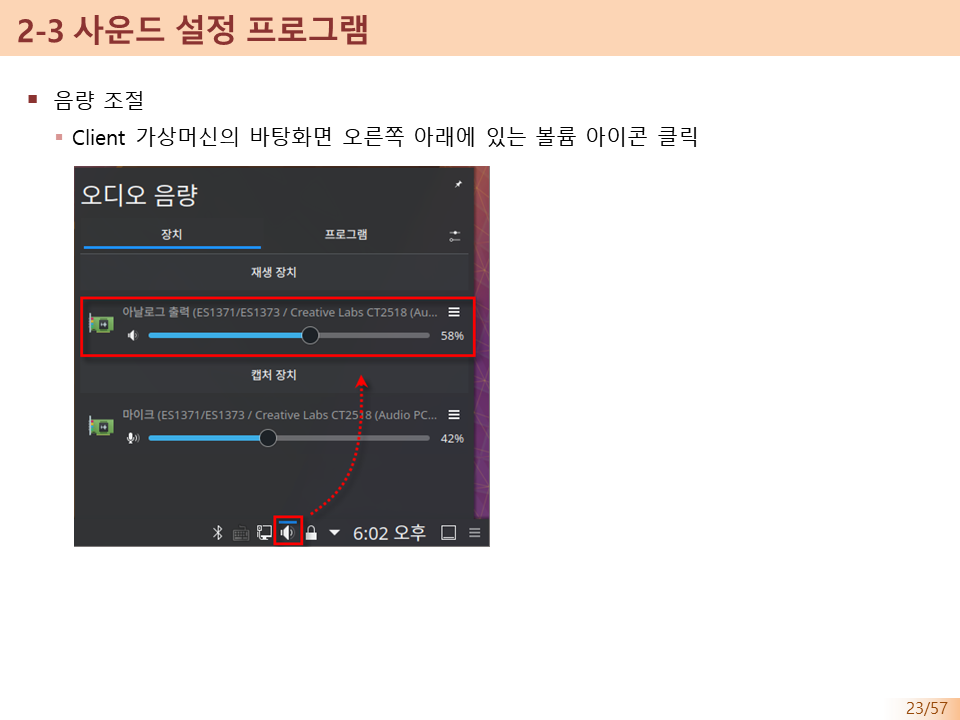 2-3 사운드 설정 프로그램
음량 조절
Client 가상머신의 바탕화면 오른쪽 아래에 있는 볼륨 아이콘 클릭
오디오 음량
장치 프로그램
재생 장치
아날로그 출력 (ES1371/ES1373 / Creative Labs CT2518 (Au...
58%
캡처 장치
마이크 (ES1371/ES1373 / Creative Labs CT2518 (Audio PC...
42%
6:02 오후
23/57